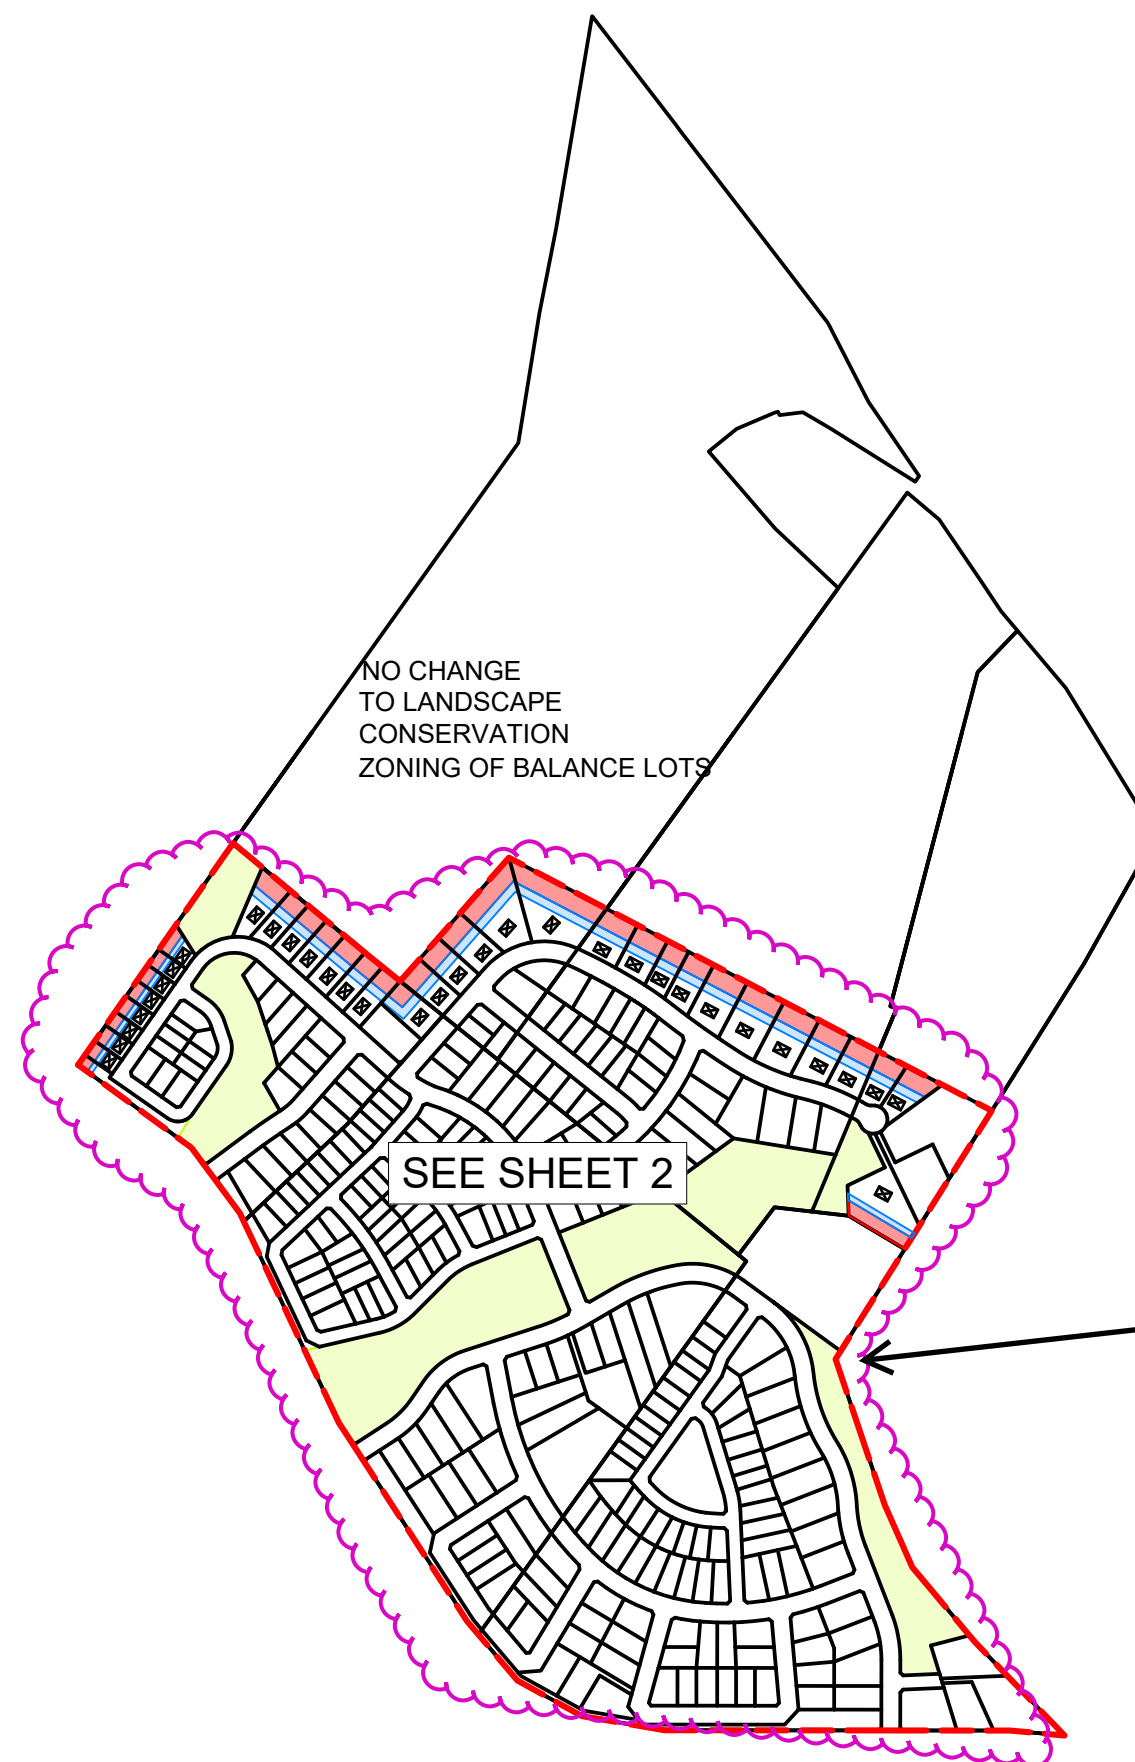 NO CHANGE
TO LANDSCAPE
CONSERVATION
ZONING OF BALANCE LOTS
SEE SHEET 2